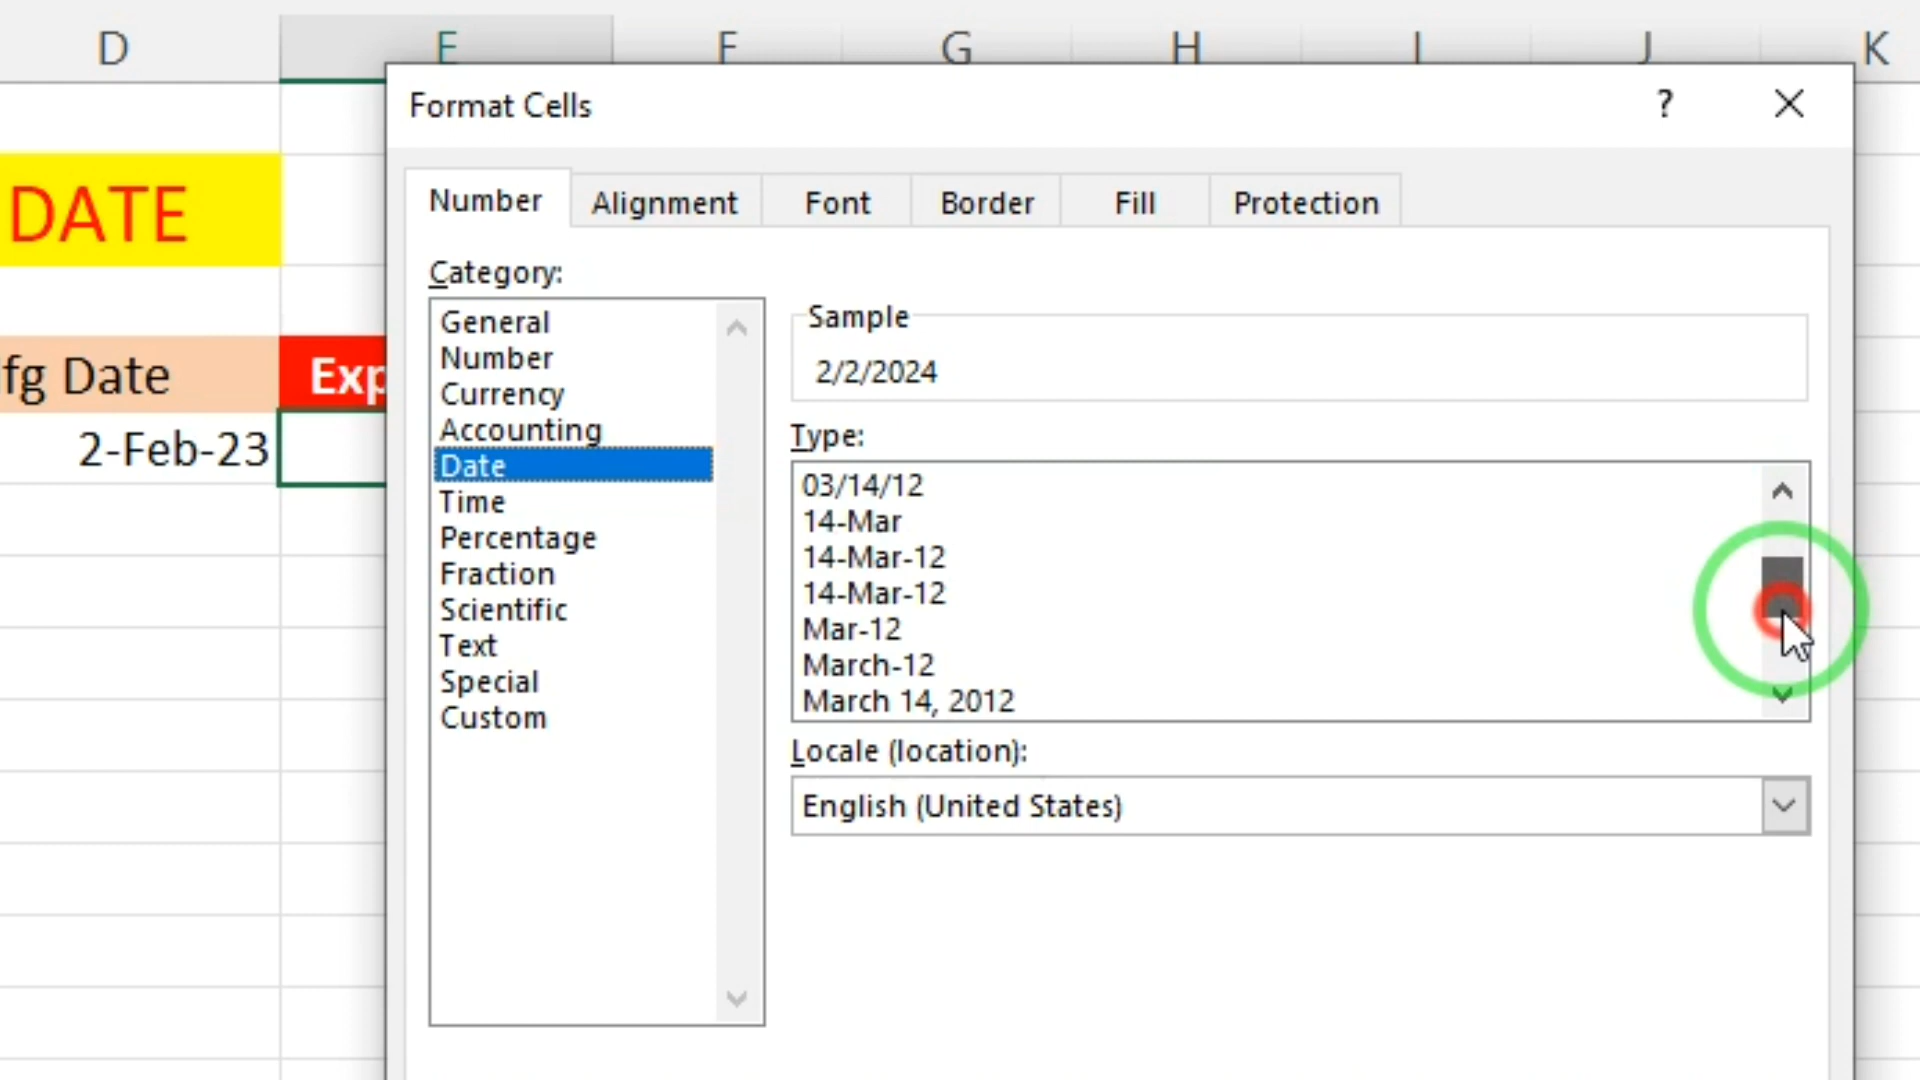 D E F G H I J K
Format Cells ?
DATE
Number Alignment Font Border Fill Protection
Category:
General
Number
Currency
Accounting
Date
Time
Percentage
Fraction
Scientific
Text
Special
Custom
Sample
2/2/2024
Type:
03/14/12
14-Mar
14-Mar-12
14-Mar-12
Mar-12
March-12
March 14, 2012
Locale (location):
English (United States)
fg Date Exp
2-Feb-23